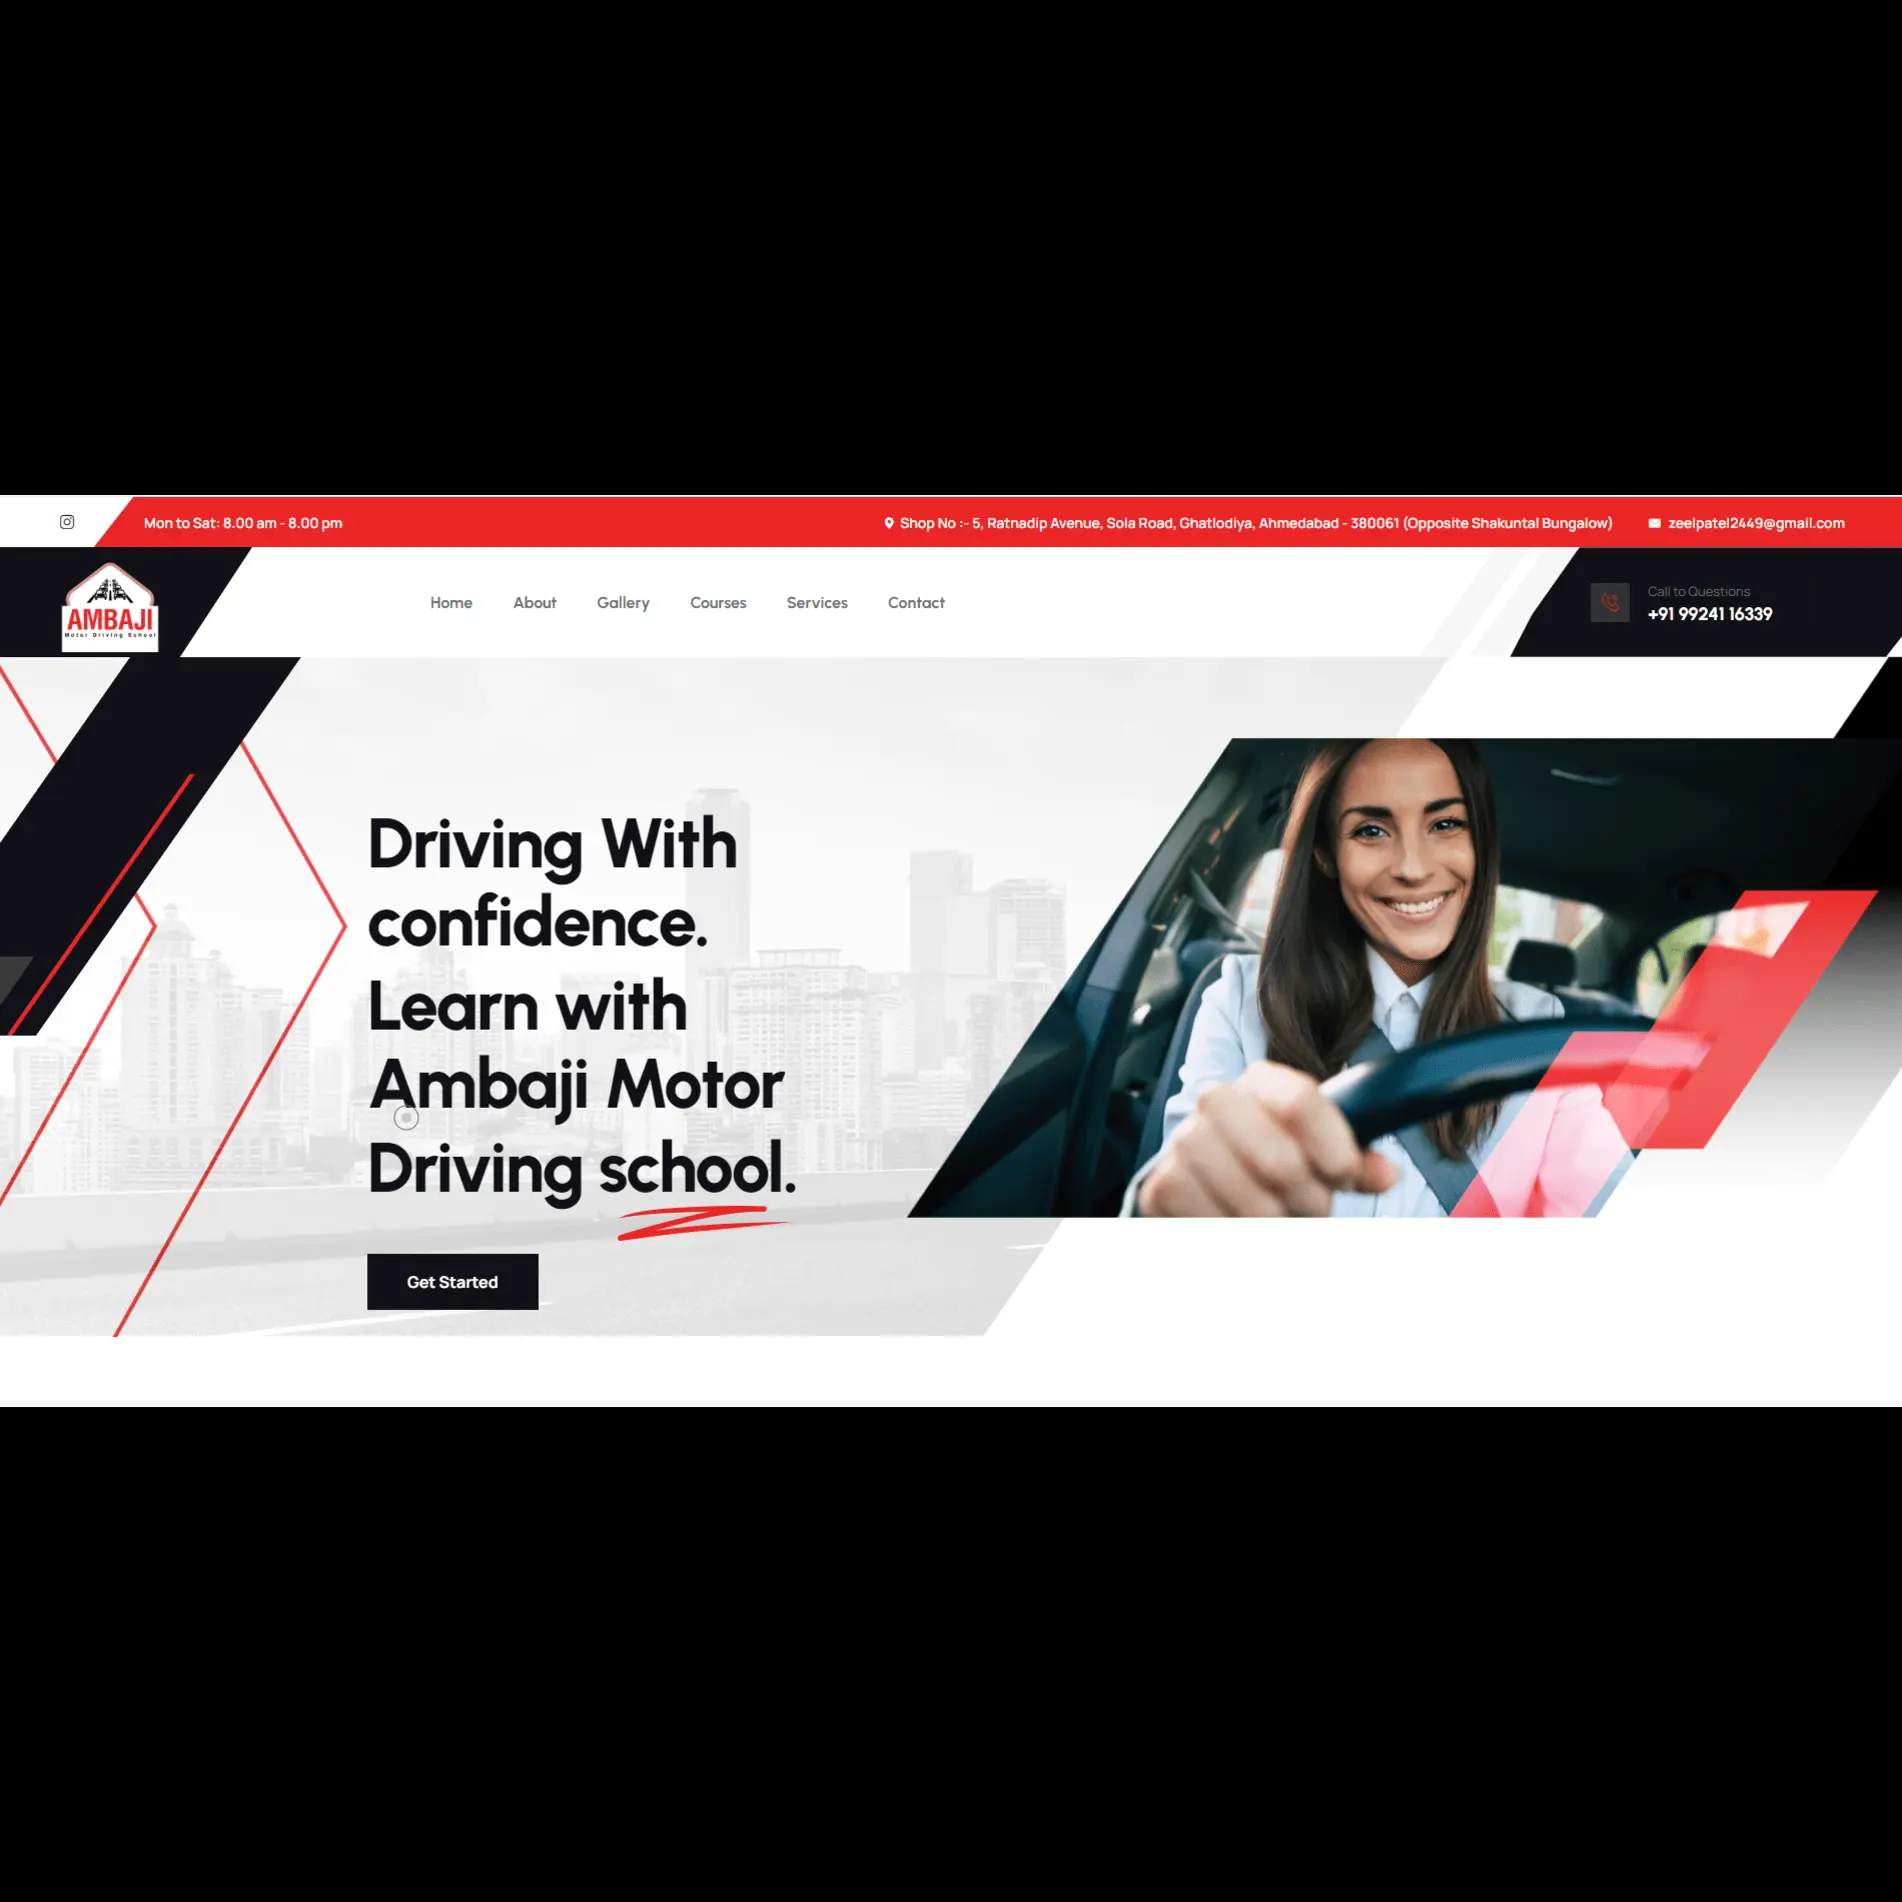 Mon to Sat: 8.00 am - 8.00 pm
Shop No :- 5, Ratnadip Avenue, Sola Road, Ghatlodiya, Ahmedabad - 380061 (Opposite Shakuntal Bungalow)
zeelpatel2449@gmail.com
AMBAJI
Motor Driving School
Home
About
Gallery
Courses
Services
Contact
Call to Questions
+91 99241 16339
Driving With
confidence.
Learn with
Ambaji Motor
Driving school.
Get Started